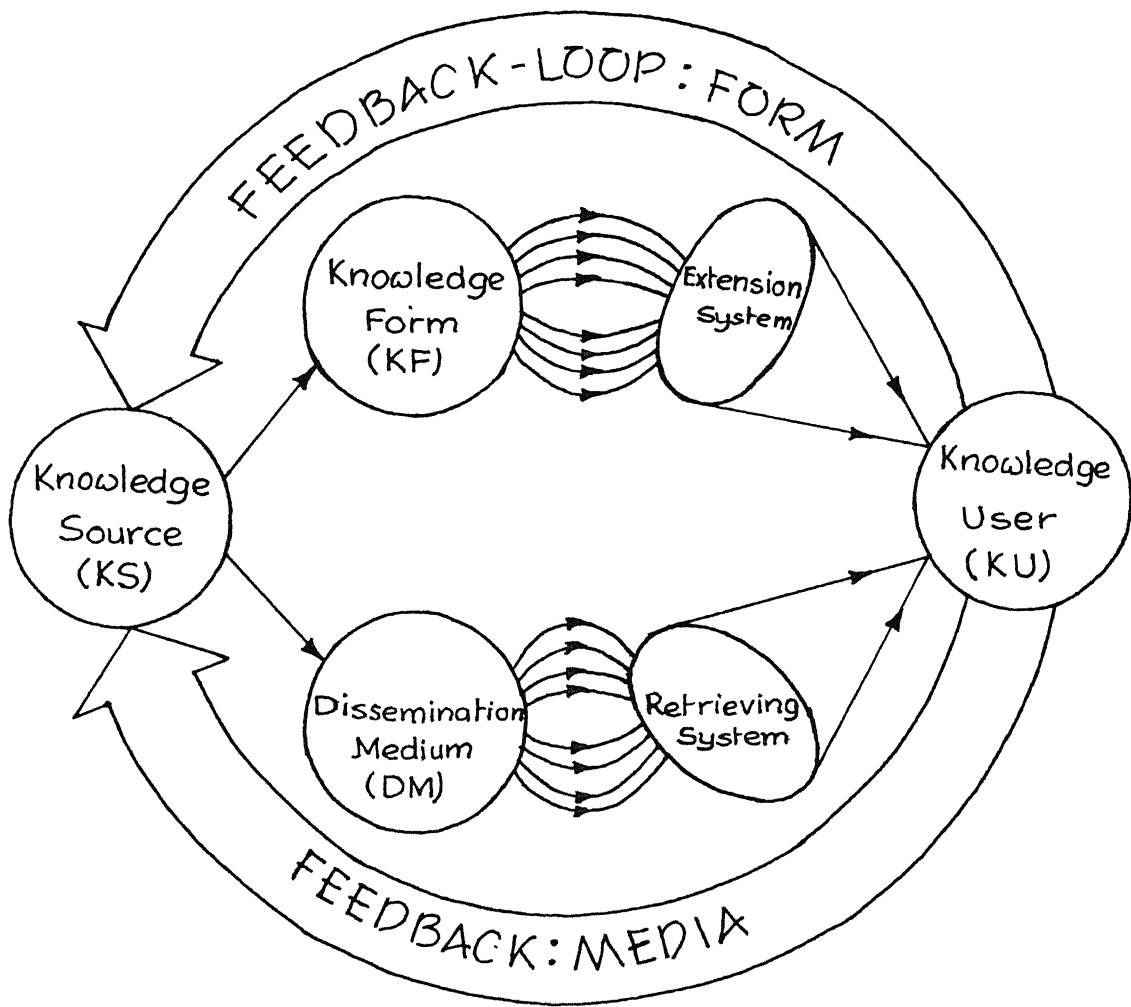 FEEDBACK-LOOP: FORM
Knowledge
Form
(KF)
Extension
System
Knowledge
Source
(KS)
Knowledge
User
(KU)
Dissemination
Medium
(DM)
Retrieving
System
FEEDBACK: MEDIA